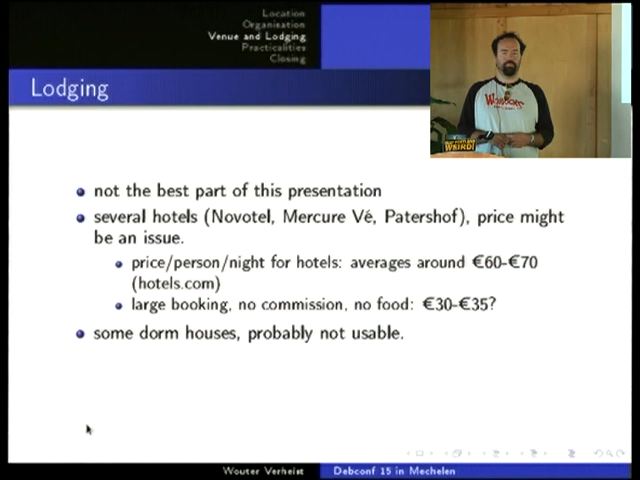 Location
Organisation
Venue and Lodging
Practicalities
Closing
Lodging
not the best part of this presentation
several hotels (Novotel, Mercure Vé, Patershof), price might
be an issue.
price/person/night for hotels: averages around €60-€70
(hotels.com)
large booking, no commission, no food: €30-€35?
some dorm houses, probably not usable.
WEIRD!
Wouter Verhelst
Debconf 15 in Mechelen